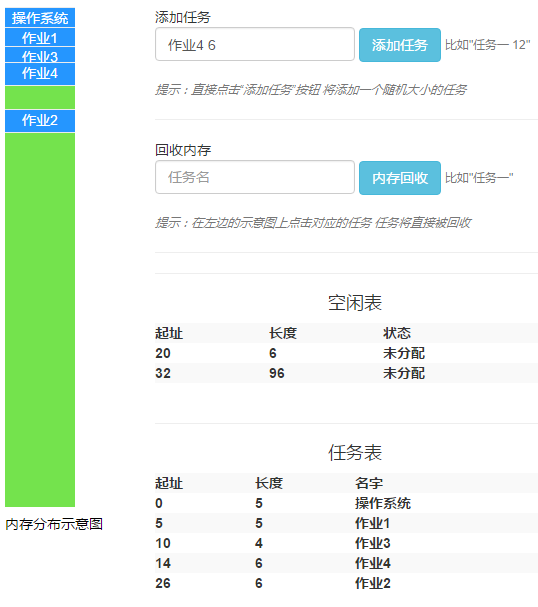 操作系统
作业1
作业3
作业4
作业2
内存分布示意图
添加任务
作业4 6 添加任务 比如"任务一 12"
提示：直接点击"添加任务"按钮 将添加一个随机大小的任务
回收内存
任务名 内存回收 比如"任务一"
提示：在左边的示意图上点击对应的任务 任务将直接被回收
空闲表
起址 长度 状态
20 6 未分配
32 96 未分配
任务表
起址 长度 名字
0 5 操作系统
5 5 作业1
10 4 作业3
14 6 作业4
26 6 作业2